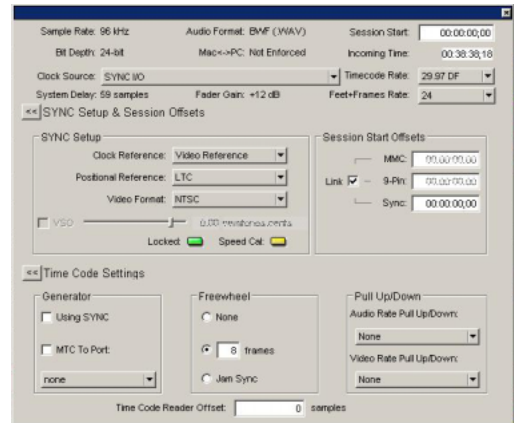 Sample Rate: 96 kHz Audio Format: BWF (.WAV) Session Start: 00:00:00;00
Bit Depth: 24-bit Mac<->PC: Not Enforced Incoming Time: 00:38:38;18
Clock Source: SYNC I/O Timecode Rate: 29.97 DF
System Delay: 59 samples Fader Gain: +12 dB Feet+Frames Rate: 24
<< SYNC Setup & Session Offsets
SYNC Setup Session Start Offsets
Clock Reference: Video Reference MMC: 00:00:00;00
Positional Reference: LTC Link 9-Pin: 00:00:00;00
Video Format: NTSC Sync: 00:00:00;00
VSO 0.00
Locked: Speed Cal:
<< Time Code Settings
Generator Freewheel Pull Up/Down
Using SYNC None Audio Rate Pull Up/Down:
None
MTC To Port: 8 frames Video Rate Pull Up/Down:
none Jam Sync None
Time Code Reader Offset: 0 samples